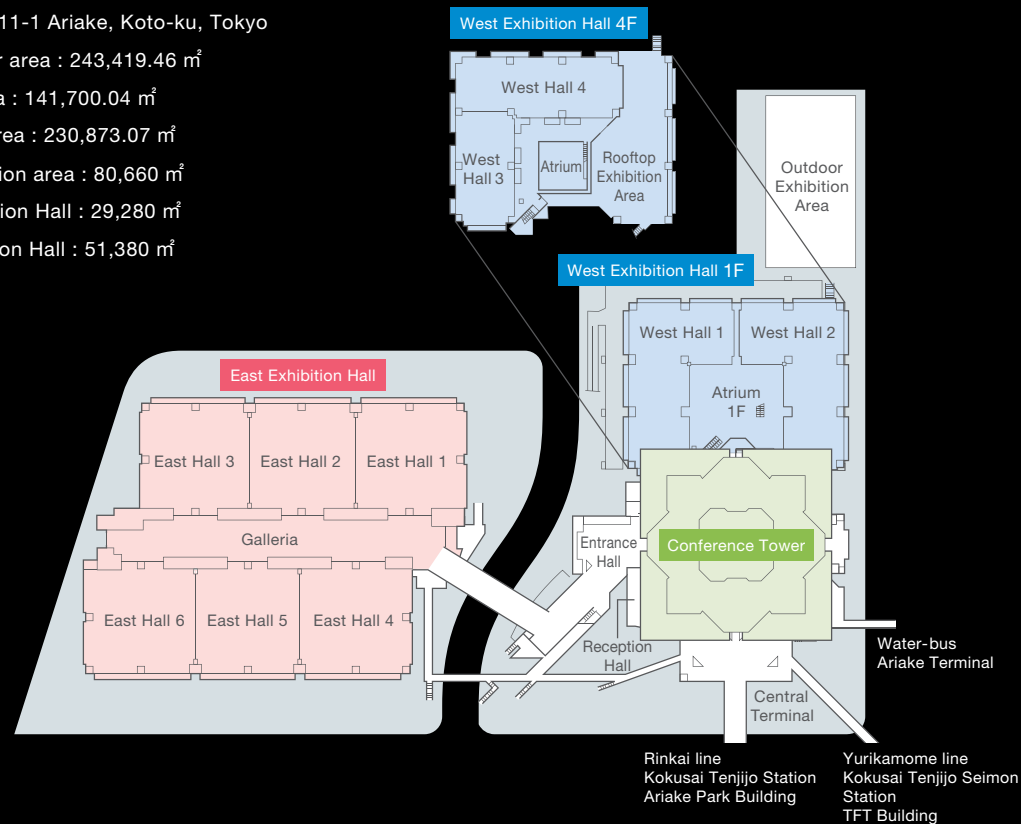 11-1 Ariake, Koto-ku, Tokyo
area : 243,419.46 ㎡
: 141,700.04 ㎡
: 230,873.07 ㎡
area : 80,660 ㎡
Hall : 29,280 ㎡
Hall : 51,380 ㎡
West Exhibition Hall 4F
West Hall 4
West
Hall 3
Atrium
Rooftop
Exhibition
Area
Outdoor
Exhibition
Area
West Exhibition Hall 1F
West Hall 1
West Hall 2
Atrium
1F
East Exhibition Hall
East Hall 3
East Hall 2
East Hall 1
Galleria
East Hall 6
East Hall 5
East Hall 4
Entrance
Hall
Conference Tower
Reception
Hall
Central
Terminal
Water-bus
Ariake Terminal
Rinkai line
Kokusai Tenjijo Station
Ariake Park Building
Yurikamome line
Kokusai Tenjijo Seimon
Station
TFT Building